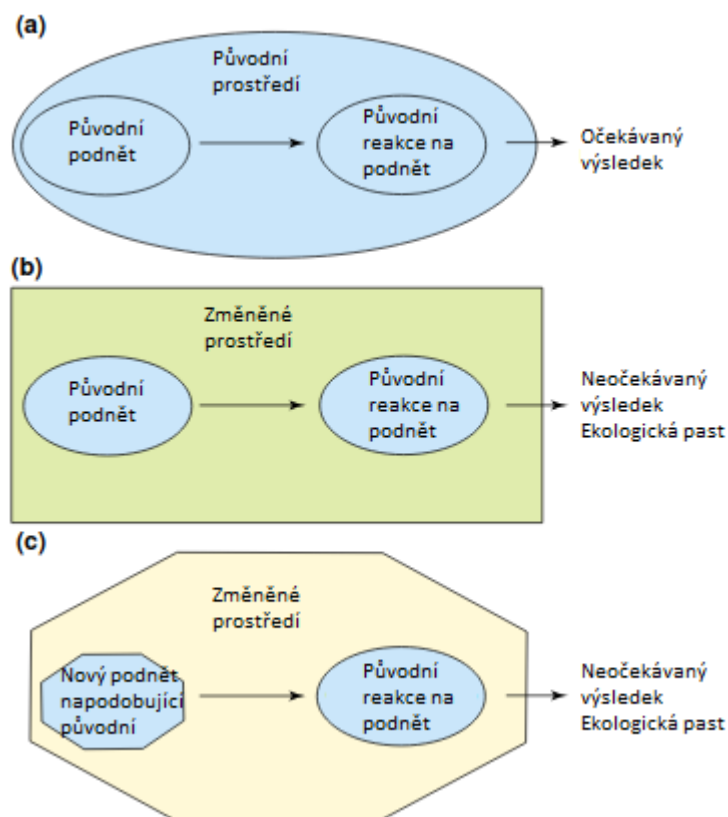 (a)
Původní
prostředí
Původní
podnět
Původní
reakce na
podnět
Očekávaný
výsledek
(b)
Změněné
prostředí
Původní
podnět
Původní
reakce na
podnět
Neočekávaný
výsledek
Ekologická past
(c)
Změněné
prostředí
Nový podnět
napodobující
původní
Původní
reakce na
podnět
Neočekávaný
výsledek
Ekologická past